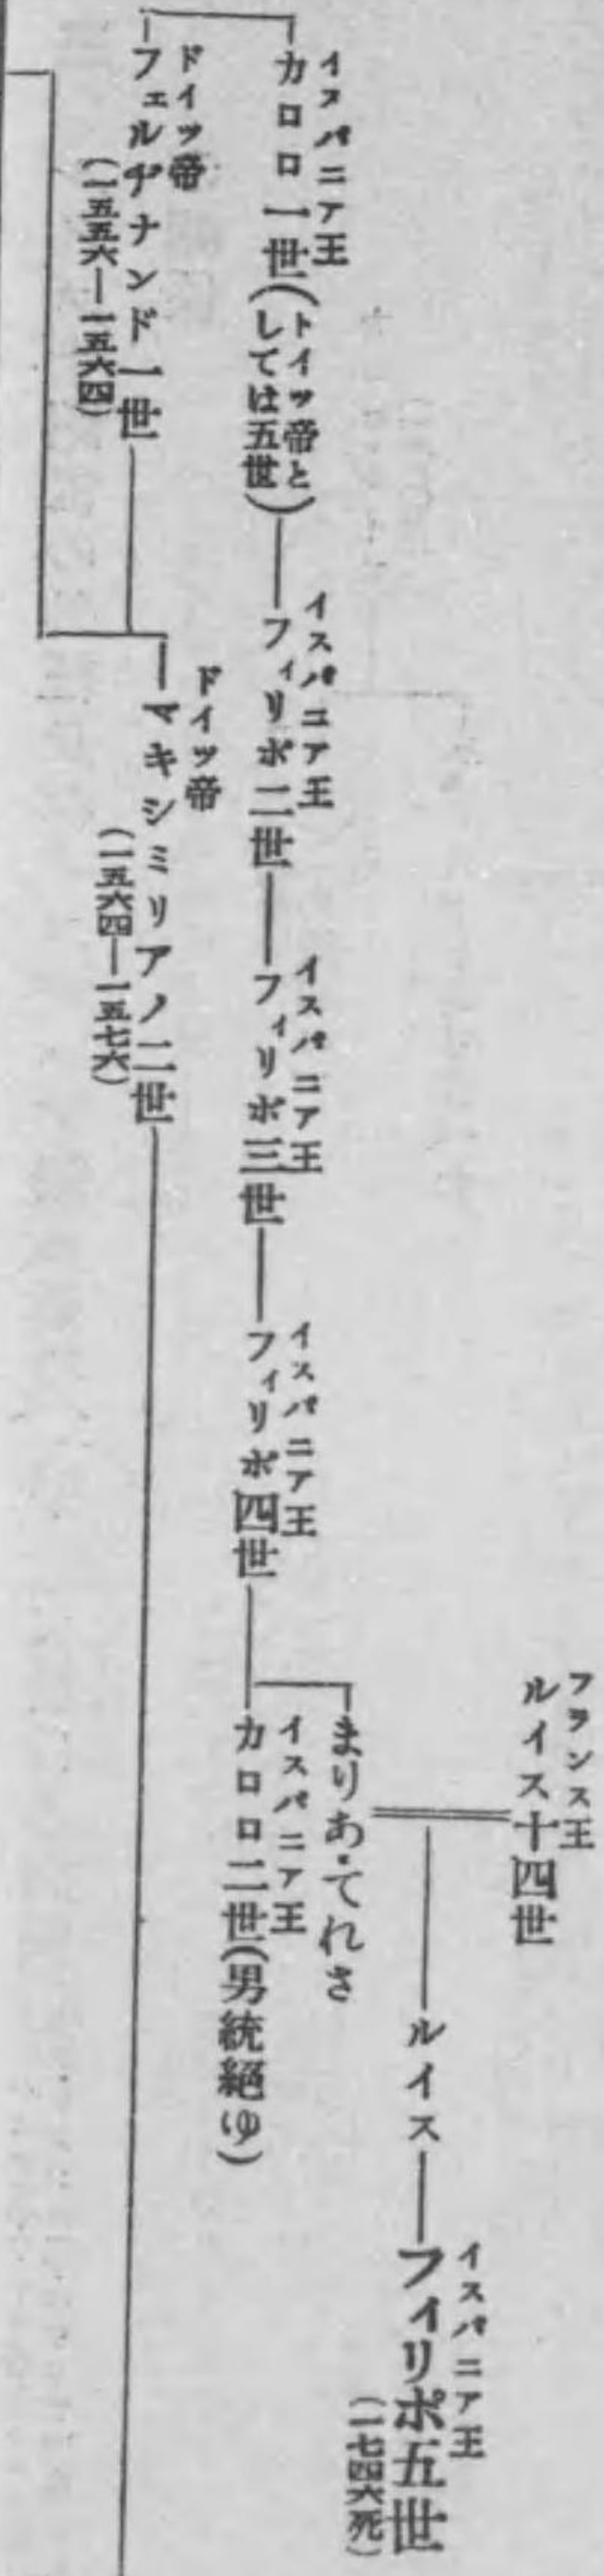 フランス王
ルイス十四世
イスパニア王
フィリポ五世
(一七四六死)
ルイス
まりあ・てれさ
イスパニア王
カロロ一世(トイツ帝と
しては五世)
イスパニア王
フィリポ二世
イスパニア王
フィリポ三世
イスパニア王
フィリポ四世
イスパニア王
カロロ二世(男統絕ゆ)
ドイツ帝
フェルヂナンド一世
(一五五六―一五六四)
ドイツ帝
マキシミリアノ二世
(一五六四―一五七六)